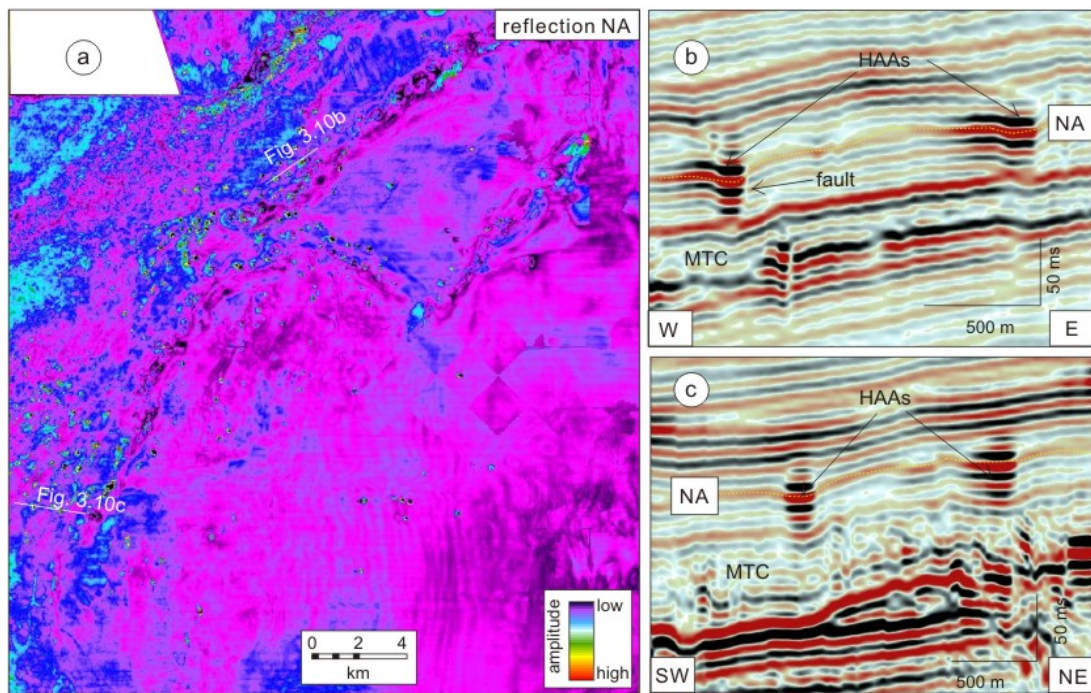 a
reflection NA
Fig. 3.10b
Fig. 3.10c
0 2 4
km
amplitude
low
high
b
HAAs
NA
fault
MTC
50 ms
500 m
W
E
c
HAAs
NA
MTC
50 ms
500 m
SW
NE